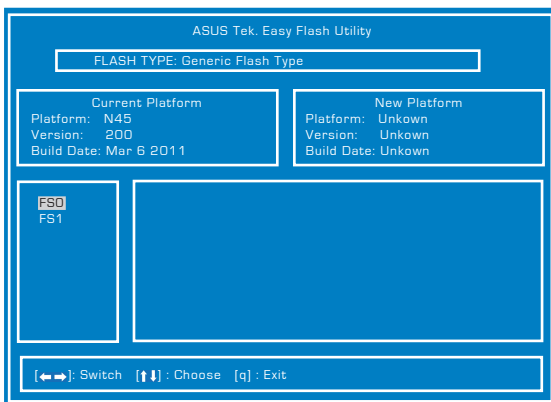 ASUS Tek. Easy Flash Utility
FLASH TYPE: Generic Flash Type
Current Platform
Platform: N45
Version: 200
Build Date: Mar 6 2011
New Platform
Platform: Unkown
Version: Unkown
Build Date: Unkown
FS0
FS1
[←→]: Switch [↑↓] : Choose [q] : Exit